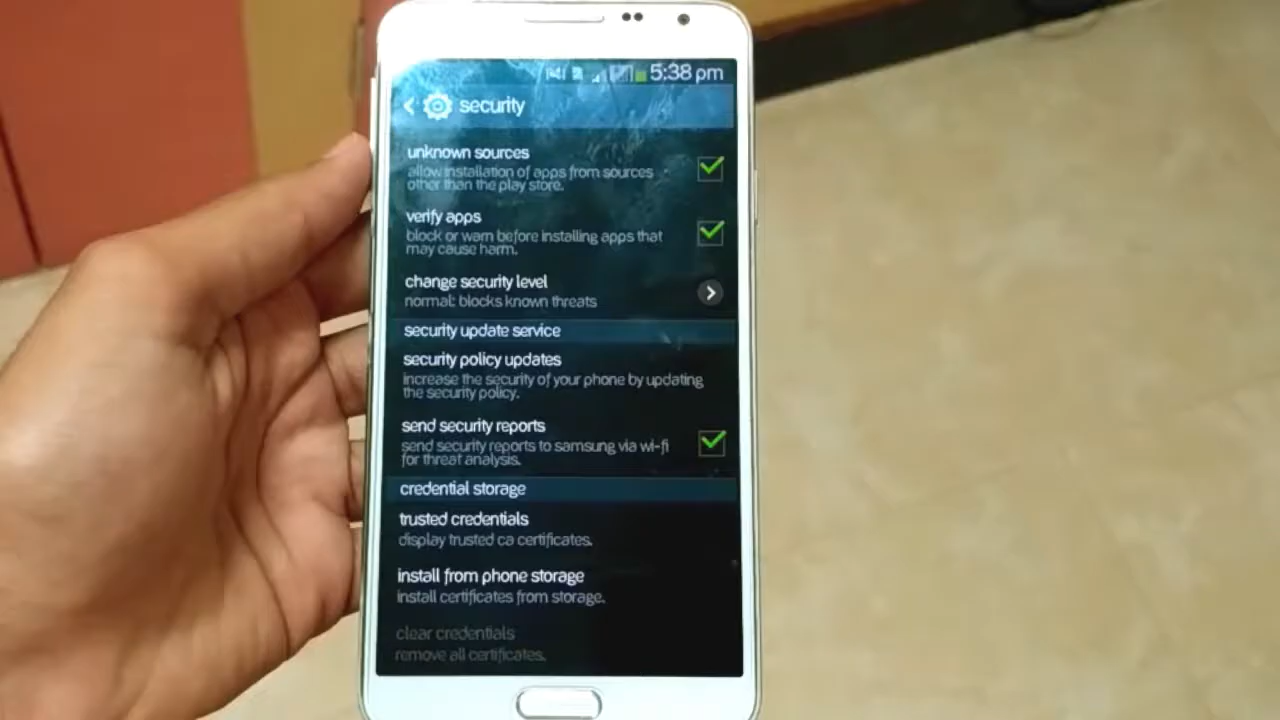 5:38 pm
security
unknown sources
allow installation of apps from sources
other than the play store.
verify apps
block or warn before installing apps that
may cause harm.
change security level
normal: blocks known threats
security update service
security policy updates
increase the security of your phone by updating
the security policy.
send security reports
send security reports to samsung via wi-fi
for threat analysis.
credential storage
trusted credentials
display trusted ca certificates.
install from phone storage
install certificates from storage.
clear credentials
remove all certificates.